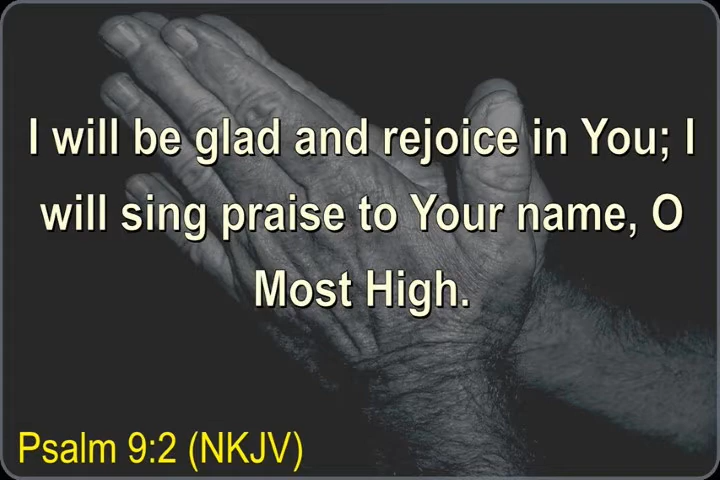 I will be glad and rejoice in You; I
will sing praise to Your name, O
Most High.
Psalm 9:2 (NKJV)